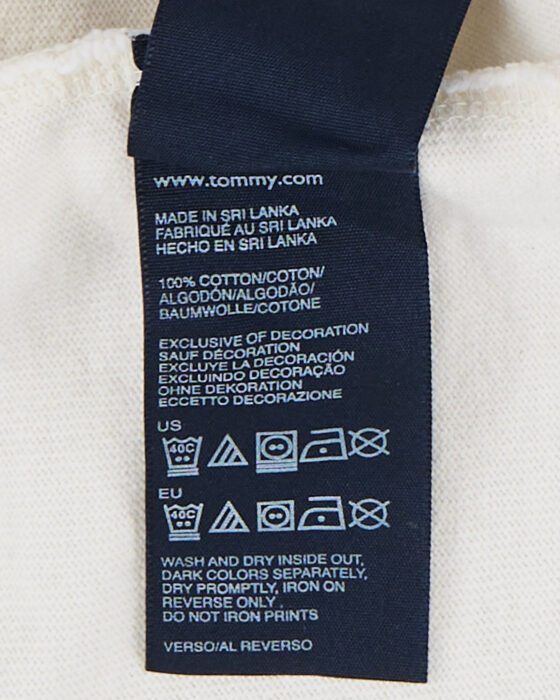 www.tommy.com
MADE IN SRI LANKA
FABRIQUÉ AU SRI LANKA
HECHO EN SRI LANKA
100% COTTON/COTON/
ALGODÓN/ALGODÃO/
BAUMWOLLE/COTONE
EXCLUSIVE OF DECORATION
SAUF DÉCORATION
EXCLUYE LA DECORACIÓN
EXCLUINDO DECORAÇÃO
OHNE DEKORATION
ECCETTO DECORAZIONE
US
40C
EU
40C
WASH AND DRY INSIDE OUT,
DARK COLORS SEPARATELY,
DRY PROMPTLY, IRON ON
REVERSE ONLY .
DO NOT IRON PRINTS
VERSO/AL REVERSO